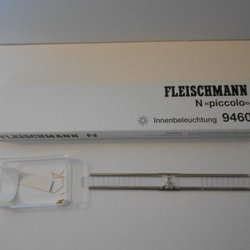 FLEISCHMANN
N «piccolo»
Innenbeleuchtung 9460
FLEISCHMANN N